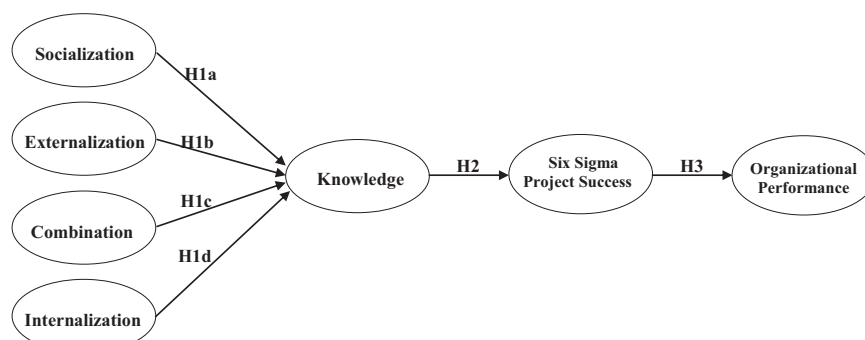 Socialization
H1a
Externalization
H1b
Combination
H1c
Internalization
H1d
Knowledge
H2
Six Sigma
Project Success
H3
Organizational
Performance